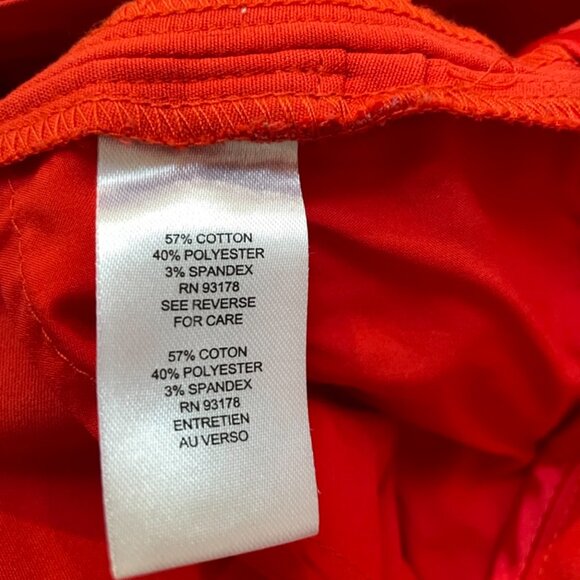 57% COTTON
40% POLYESTER
3% SPANDEX
RN 93178
SEE REVERSE
FOR CARE
57% COTON
40% POLYESTER
3% SPANDEX
RN 93178
ENTRETIEN
AU VERSO